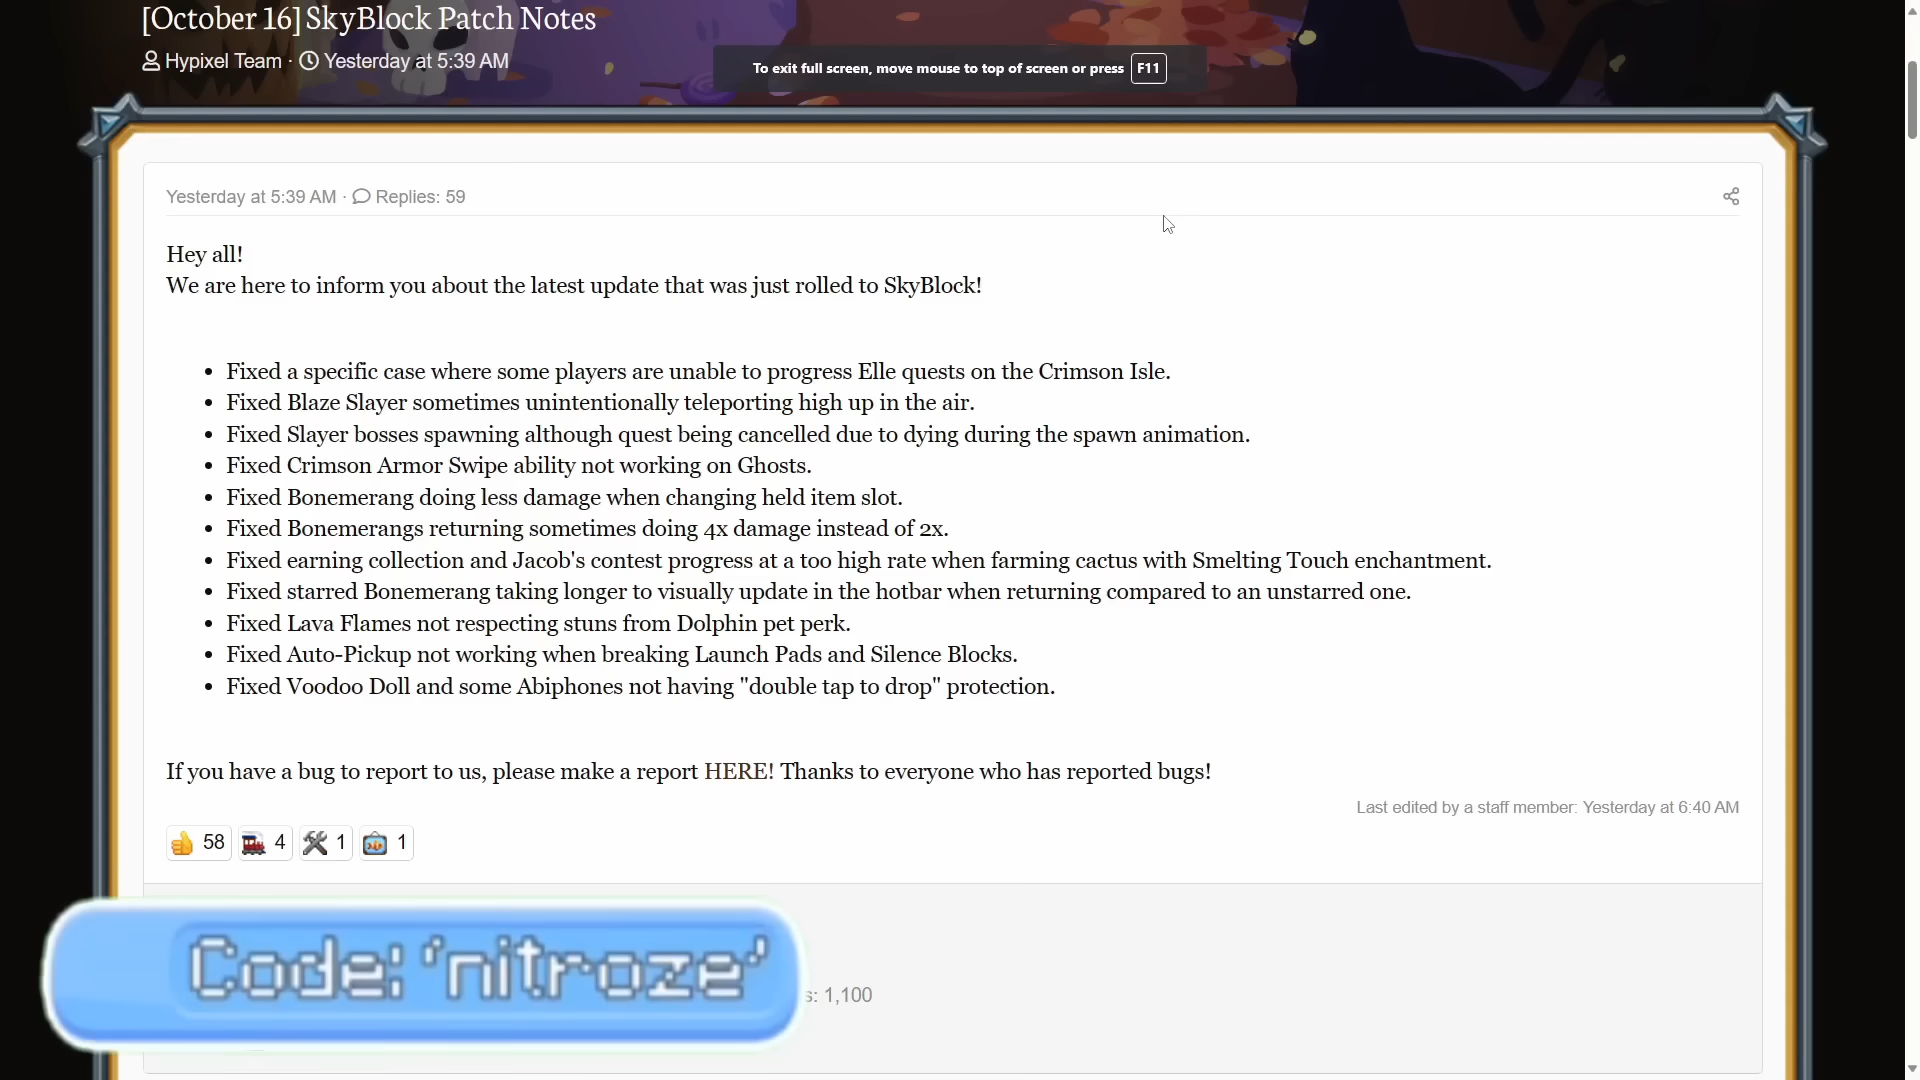 [October 16] SkyBlock Patch Notes
Hypixel Team · Yesterday at 5:39 AM
To exit full screen, move mouse to top of screen or press F11
Yesterday at 5:39 AM · Replies: 59
Hey all!
We are here to inform you about the latest update that was just rolled to SkyBlock!
• Fixed a specific case where some players are unable to progress Elle quests on the Crimson Isle.
• Fixed Blaze Slayer sometimes unintentionally teleporting high up in the air.
• Fixed Slayer bosses spawning although quest being cancelled due to dying during the spawn animation.
• Fixed Crimson Armor Swipe ability not working on Ghosts.
• Fixed Bonemerang doing less damage when changing held item slot.
• Fixed Bonemerangs returning sometimes doing 4x damage instead of 2x.
• Fixed earning collection and Jacob's contest progress at a too high rate when farming cactus with Smelting Touch enchantment.
• Fixed starred Bonemerang taking longer to visually update in the hotbar when returning compared to an unstarred one.
• Fixed Lava Flames not respecting stuns from Dolphin pet perk.
• Fixed Auto-Pickup not working when breaking Launch Pads and Silence Blocks.
• Fixed Voodoo Doll and some Abiphones not having "double tap to drop" protection.
If you have a bug to report to us, please make a report HERE! Thanks to everyone who has reported bugs!
Last edited by a staff member: Yesterday at 6:40 AM
58 4 1 1
Code: 'nitroze'
s: 1,100